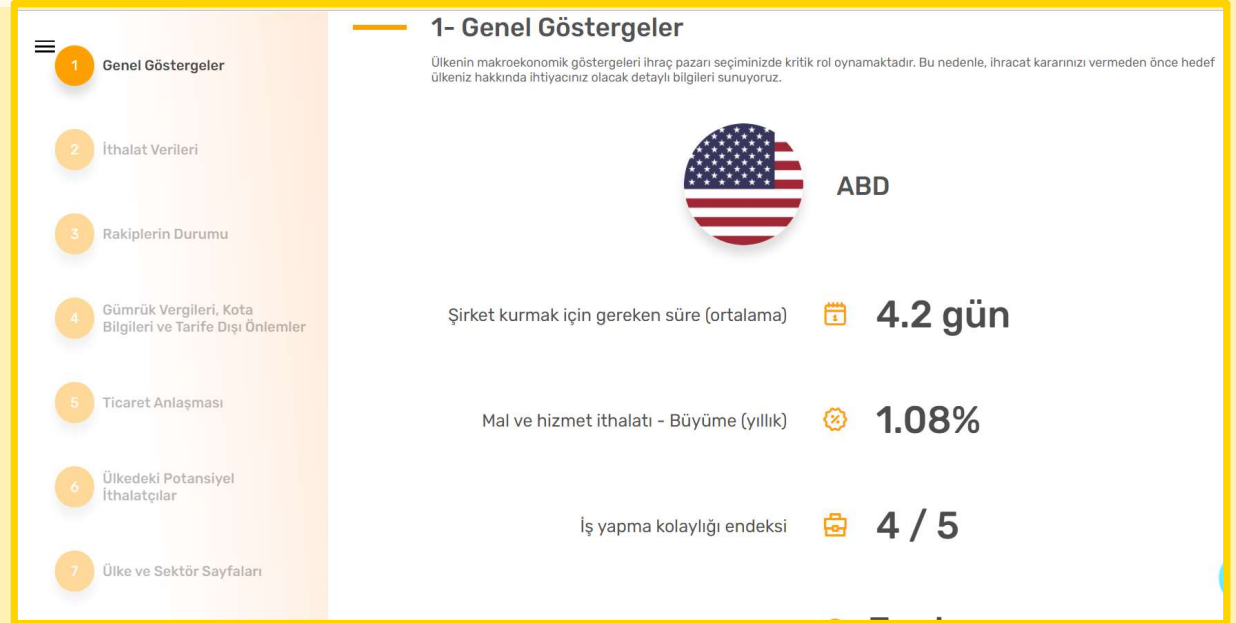 1
Genel Göstergeler
2
İthalat Verileri
3
Rakiplerin Durumu
4
Gümrük Vergileri, Kota
Bilgileri ve Tarife Dışı Önlemler
5
Ticaret Anlaşması
6
Ülkedeki Potansiyel
İthalatçılar
7
Ülke ve Sektör Sayfaları
1- Genel Göstergeler
Ülkenin makroekonomik göstergeleri ihraç pazarı seçiminizde kritik rol oynamaktadır. Bu nedenle, ihracat kararınızı vermeden önce hedef
ülkeniz hakkında ihtiyacınız olacak detaylı bilgileri sunuyoruz.
ABD
Şirket kurmak için gereken süre (ortalama) 4.2 gün
Mal ve hizmet ithalatı - Büyüme (yıllık) 1.08%
İş yapma kolaylığı endeksi 4 / 5